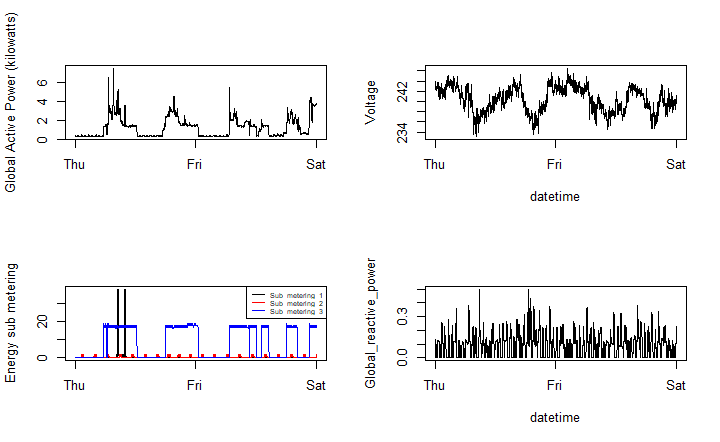 Global Active Power (kilowatts)
0 2 4 6
Thu Fri Sat
Voltage
234 242
Thu Fri Sat
datetime
Energy sub metering
0 20
Sub metering 1
Sub metering 2
Sub metering 3
Thu Fri Sat
Global_reactive_power
0.0 0.3
Thu Fri Sat
datetime